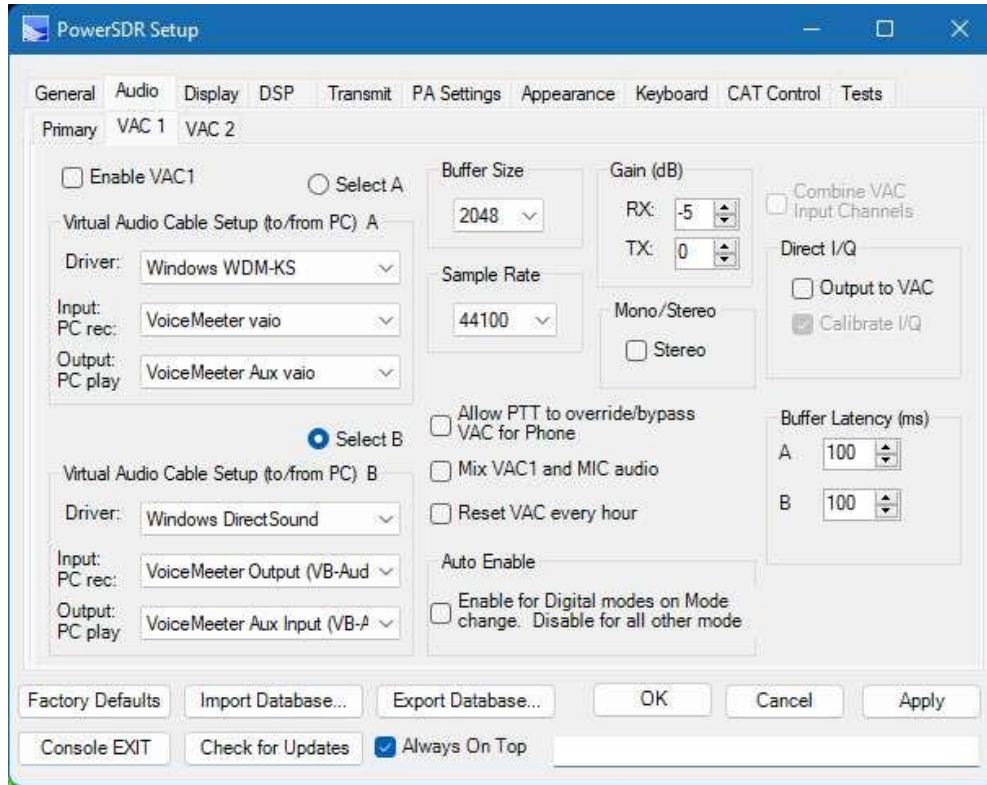 PowerSDR Setup
General Audio Display DSP Transmit PA Settings Appearance Keyboard CAT Control Tests
Primary VAC 1 VAC 2
Enable VAC1
Select A
Virtual Audio Cable Setup (to/from PC) A
Driver: Windows WDM-KS
Input:
PC rec: VoiceMeeter vaio
Output:
PC play VoiceMeeter Aux vaio
Select B
Virtual Audio Cable Setup (to/from PC) B
Driver: Windows DirectSound
Input:
PC rec: VoiceMeeter Output (VB-Aud
Output:
PC play VoiceMeeter Aux Input (VB-A
Buffer Size
2048
Sample Rate
44100
Gain (dB)
RX: -5
TX: 0
Mono/Stereo
Stereo
Allow PTT to override/bypass
VAC for Phone
Mix VAC1 and MIC audio
Reset VAC every hour
Auto Enable
Enable for Digital modes on Mode
change. Disable for all other mode
Combine VAC
Input Channels
Direct I/Q
Output to VAC
Calibrate I/Q
Buffer Latency (ms)
A 100
B 100
Factory Defaults Import Database... Export Database... OK Cancel Apply
Console EXIT Check for Updates Always On Top